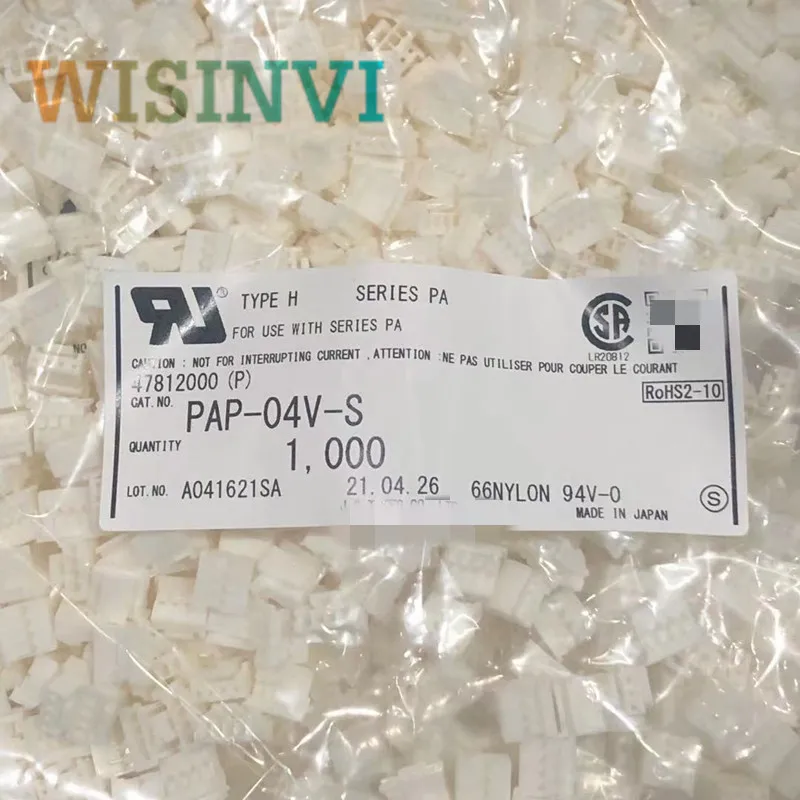 WISINVI
TYPE H SERIES PA
FOR USE WITH SERIES PA
LR20812
CAUTION : NOT FOR INTERRUPTING CURRENT , ATTENTION :NE PAS UTILISER POUR COUPER LE COURANT
47812000 (P)
RoHS2-10
CAT. NO. PAP-04V-S
QUANTITY 1,000
LOT. NO. A041621SA 21.04.26 66NYLON 94V-0
MADE IN JAPAN
S